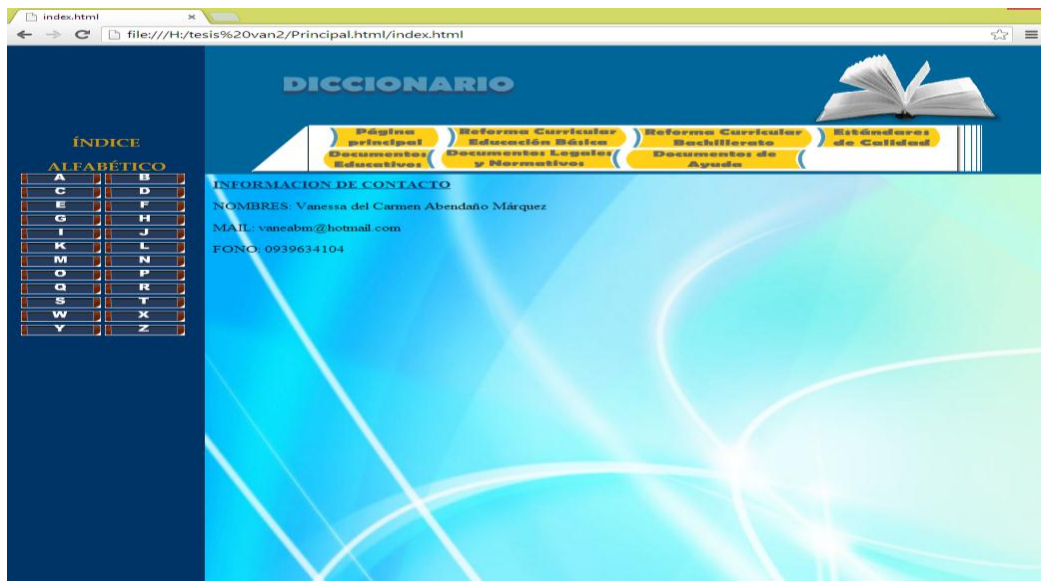 index.html
file:///H:/tesis%20van2/Principal.html/index.html
DICCIONARIO
Página principal
Reforma Curricular Educación Básica
Reforma Curricular Bachillerato
Estándares de Calidad
Documentos Educativos
Documentos Legales y Normativos
Documentos de Ayuda
ÍNDICE
ALFABÉTICO
A B
C D
E F
G H
I J
K L
M N
O P
Q R
S T
W X
Y Z
INFORMACION DE CONTACTO
NOMBRES: Vanessa del Carmen Abendaño Márquez
MAIL: vaneabm@hotmail.com
FONO: 0939634104